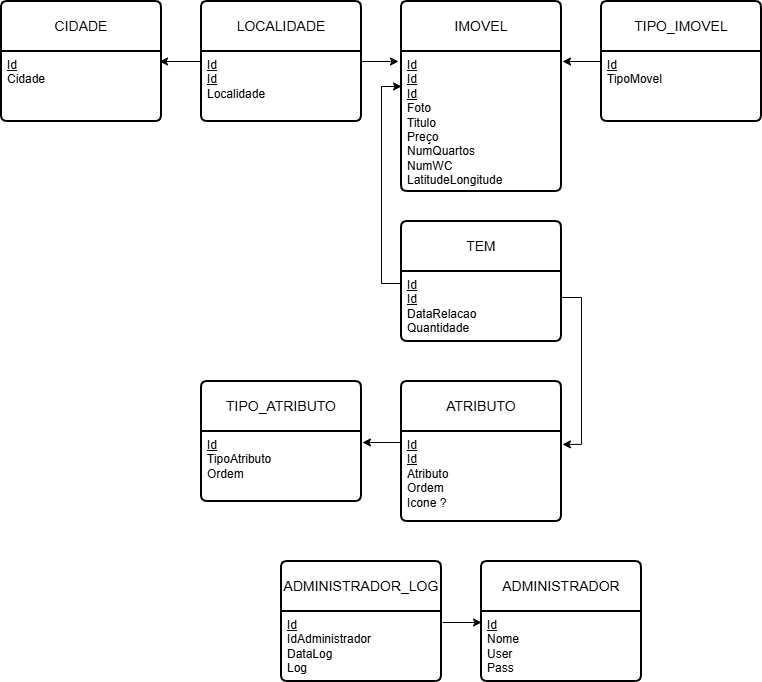 CIDADE
Id
Cidade
LOCALIDADE
Id
Id
Localidade
IMOVEL
Id
Id
Id
Foto
Titulo
Preço
NumQuartos
NumWC
LatitudeLongitude
TIPO_IMOVEL
Id
TipoMovel
TEM
Id
Id
DataRelacao
Quantidade
TIPO_ATRIBUTO
Id
TipoAtributo
Ordem
ATRIBUTO
Id
Id
Atributo
Ordem
Icone ?
ADMINISTRADOR_LOG
Id
IdAdministrador
DataLog
Log
ADMINISTRADOR
Id
Nome
User
Pass